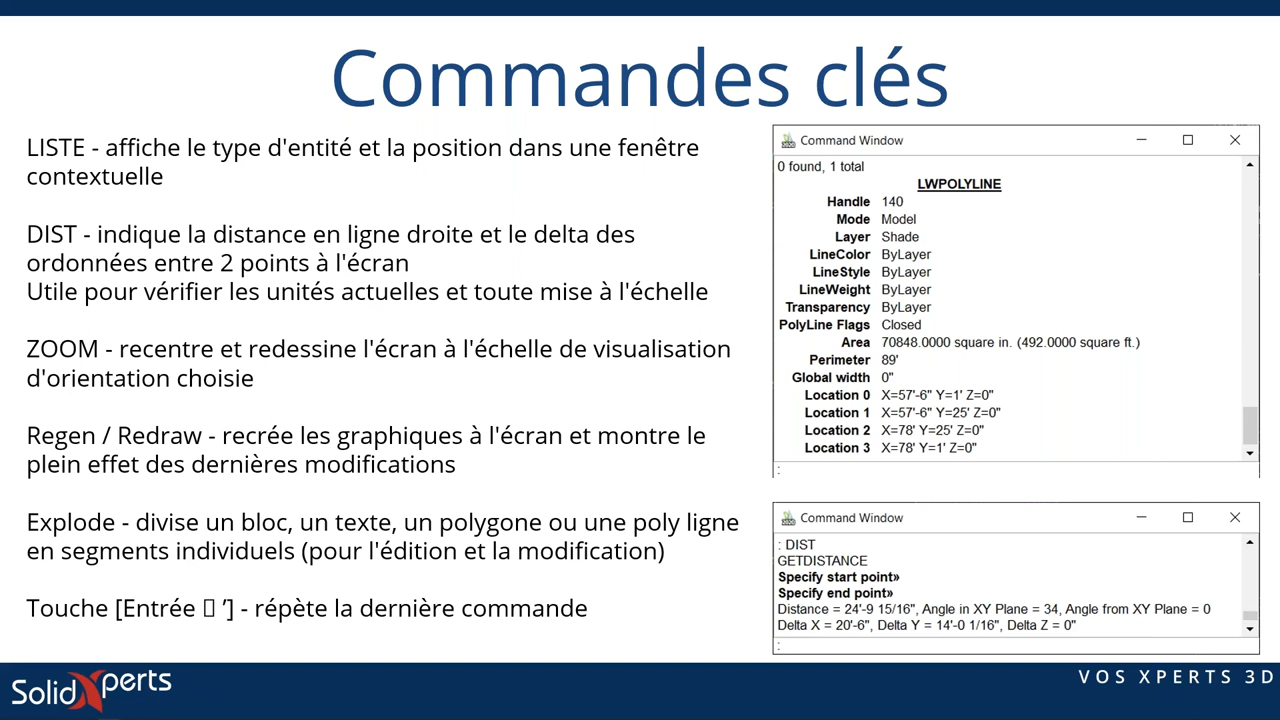 Commandes clés
LISTE - affiche le type d'entité et la position dans une fenêtre
contextuelle
DIST - indique la distance en ligne droite et le delta des
ordonnées entre 2 points à l'écran
Utile pour vérifier les unités actuelles et toute mise à l'échelle
ZOOM - recentre et redessine l'écran à l'échelle de visualisation
d'orientation choisie
Regen / Redraw - recrée les graphiques à l'écran et montre le
plein effet des dernières modifications
Explode - divise un bloc, un texte, un polygone ou une poly ligne
en segments individuels (pour l'édition et la modification)
Touche [Entrée ▯ ′] - répète la dernière commande
Command Window
0 found, 1 total
LWPOLYLINE
Handle 140
Mode Model
Layer Shade
LineColor ByLayer
LineStyle ByLayer
LineWeight ByLayer
Transparency ByLayer
PolyLine Flags Closed
Area 70848.0000 square in. (492.0000 square ft.)
Perimeter 89'
Global width 0"
Location 0 X=57'-6" Y=1' Z=0"
Location 1 X=57'-6" Y=25' Z=0"
Location 2 X=78' Y=25' Z=0"
Location 3 X=78' Y=1' Z=0"
:
Command Window
: DIST
GETDISTANCE
Specify start point»
Specify end point»
Distance = 24'-9 15/16", Angle in XY Plane = 34, Angle from XY Plane = 0
Delta X = 20'-6", Delta Y = 14'-0 1/16", Delta Z = 0"
:
SolidXperts
VOS XPERTS 3D